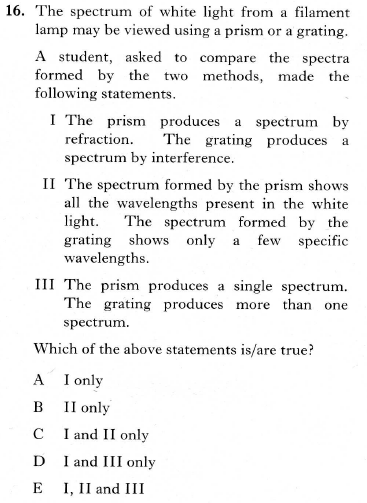 16. The spectrum of white light from a filament
lamp may be viewed using a prism or a grating.
A student, asked to compare the spectra
formed by the two methods, made the
following statements.
I The prism produces a spectrum by
refraction. The grating produces a
spectrum by interference.
II The spectrum formed by the prism shows
all the wavelengths present in the white
light. The spectrum formed by the
grating shows only a few specific
wavelengths.
III The prism produces a single spectrum.
The grating produces more than one
spectrum.
Which of the above statements is/are true?
A I only
B II only
C I and II only
D I and III only
E I, II and III